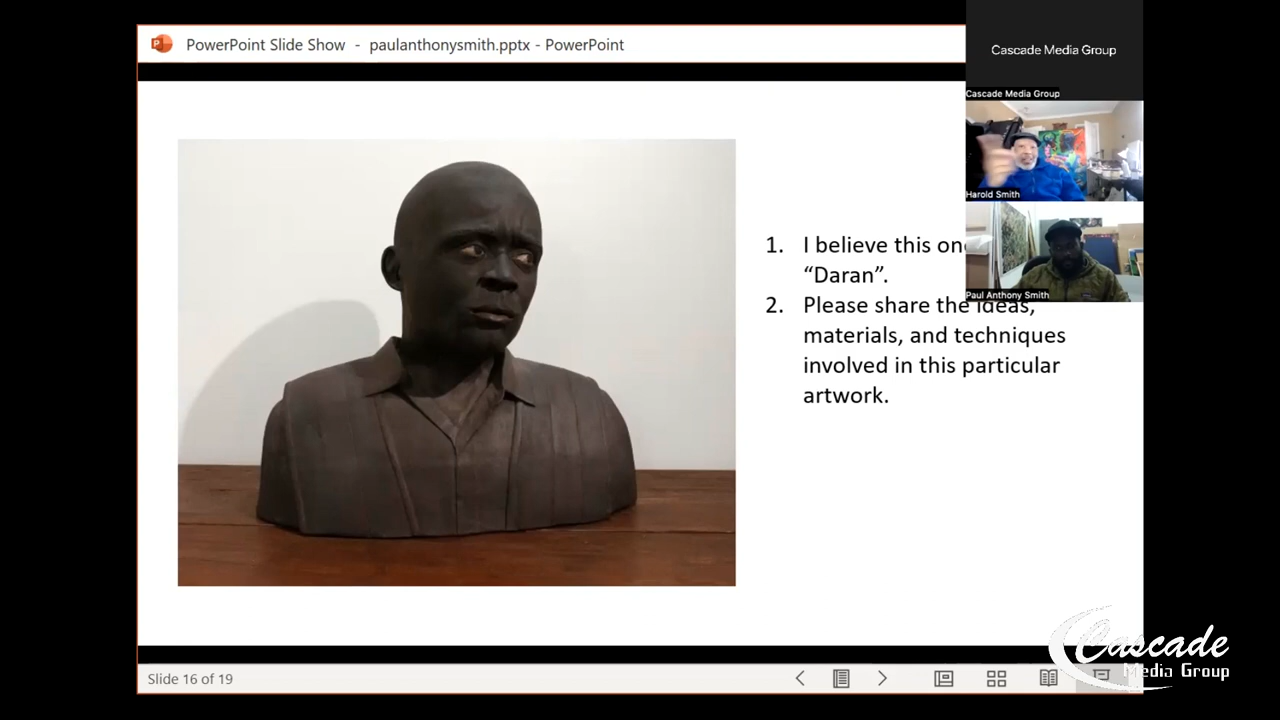 PowerPoint Slide Show - paulanthonysmith.pptx - PowerPoint
Cascade Media Group
Cascade Media Group
Harold Smith
Paul Anthony Smith
1. I believe this
“Daran”.
2. Please share the ideas,
materials, and techniques
involved in this particular
artwork.
Slide 16 of 19
Cascade
Media Group